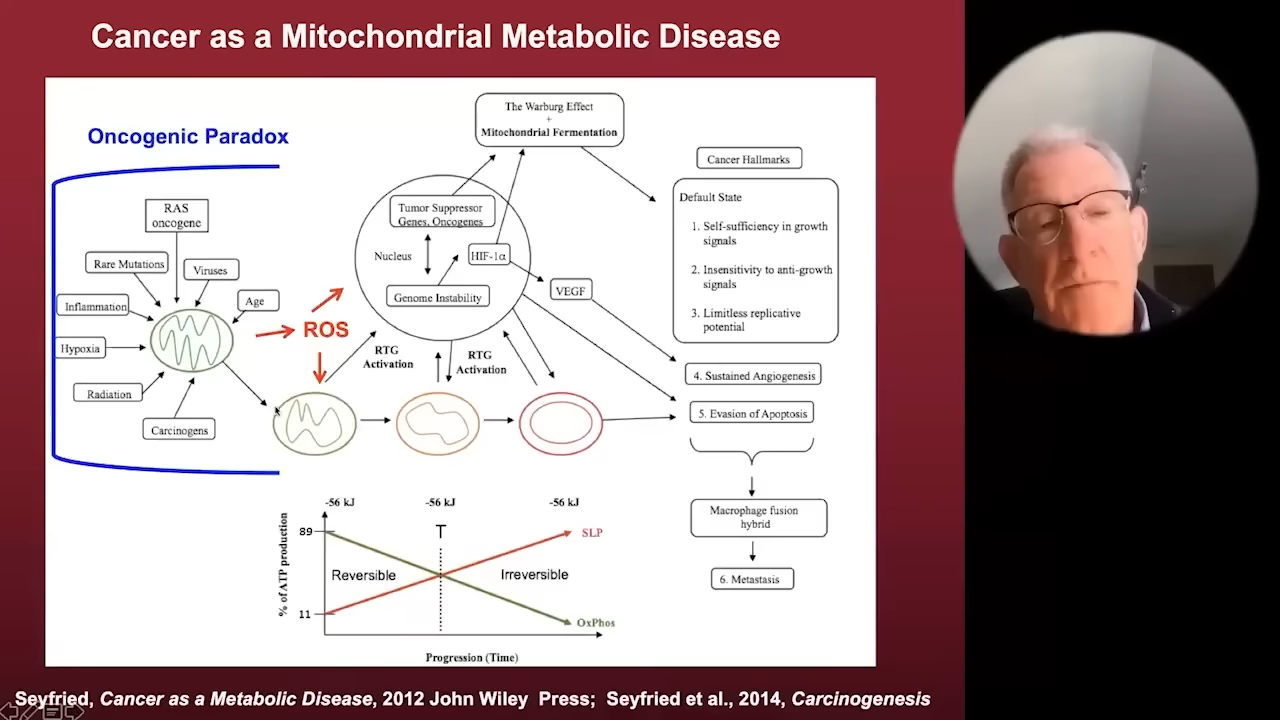 Cancer as a Mitochondrial Metabolic Disease
Oncogenic Paradox
RAS
oncogene
Rare Mutations
Viruses
Inflammation
Age
Hypoxia
Radiation
Carcinogens
ROS
The Warburg Effect
+
Mitochondrial Fermentation
Tumor Suppressor
Genes, Oncogenes
Nucleus
HIF-1α
Genome Instability
VEGF
RTG
Activation
RTG
Activation
Cancer Hallmarks
Default State
1. Self-sufficiency in growth
signals
2. Insensitivity to anti-growth
signals
3. Limitless replicative
potential
4. Sustained Angiogenesis
5. Evasion of Apoptosis
Macrophage fusion
hybrid
6. Metastasis
-56 kJ
-56 kJ
-56 kJ
% of ATP production
89
11
T
Reversible
Irreversible
SLP
OxPhos
Progression (Time)
Seyfried, Cancer as a Metabolic Disease, 2012 John Wiley Press; Seyfried et al., 2014, Carcinogenesis